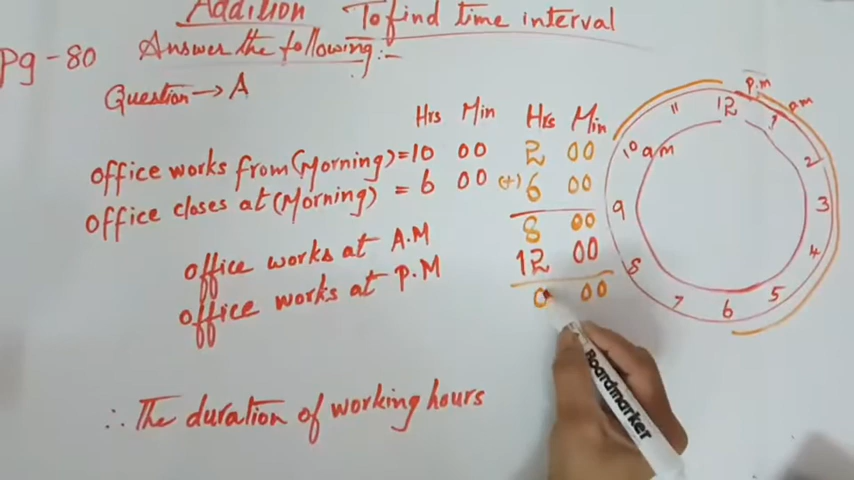 Addition To find time interval
Pg - 80 Answer the following :-
Question → A
Hrs Min Hrs Min
office works from (Morning) = 10 00 2 00
office closes at (Morning) = 6 00 (+) 6 00
8 00
office works at A.M 12 00
office works at P.M 0 00
∴ The duration of working hours
P.m
am
12
1
2
3
4
5
6
7
8
9
10 am
11
Boardmarker